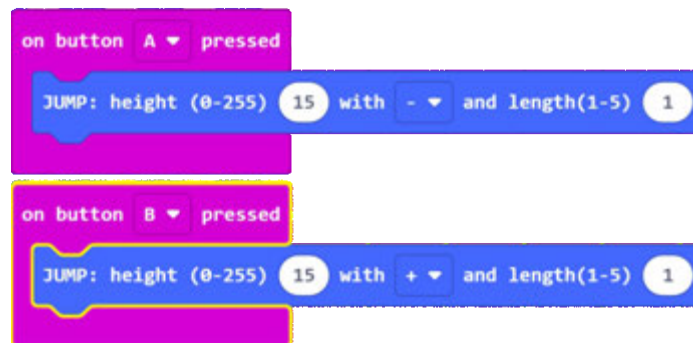 on button A pressed
JUMP: height (0-255) 15 with - and length(1-5) 1
on button B pressed
JUMP: height (0-255) 15 with + and length(1-5) 1